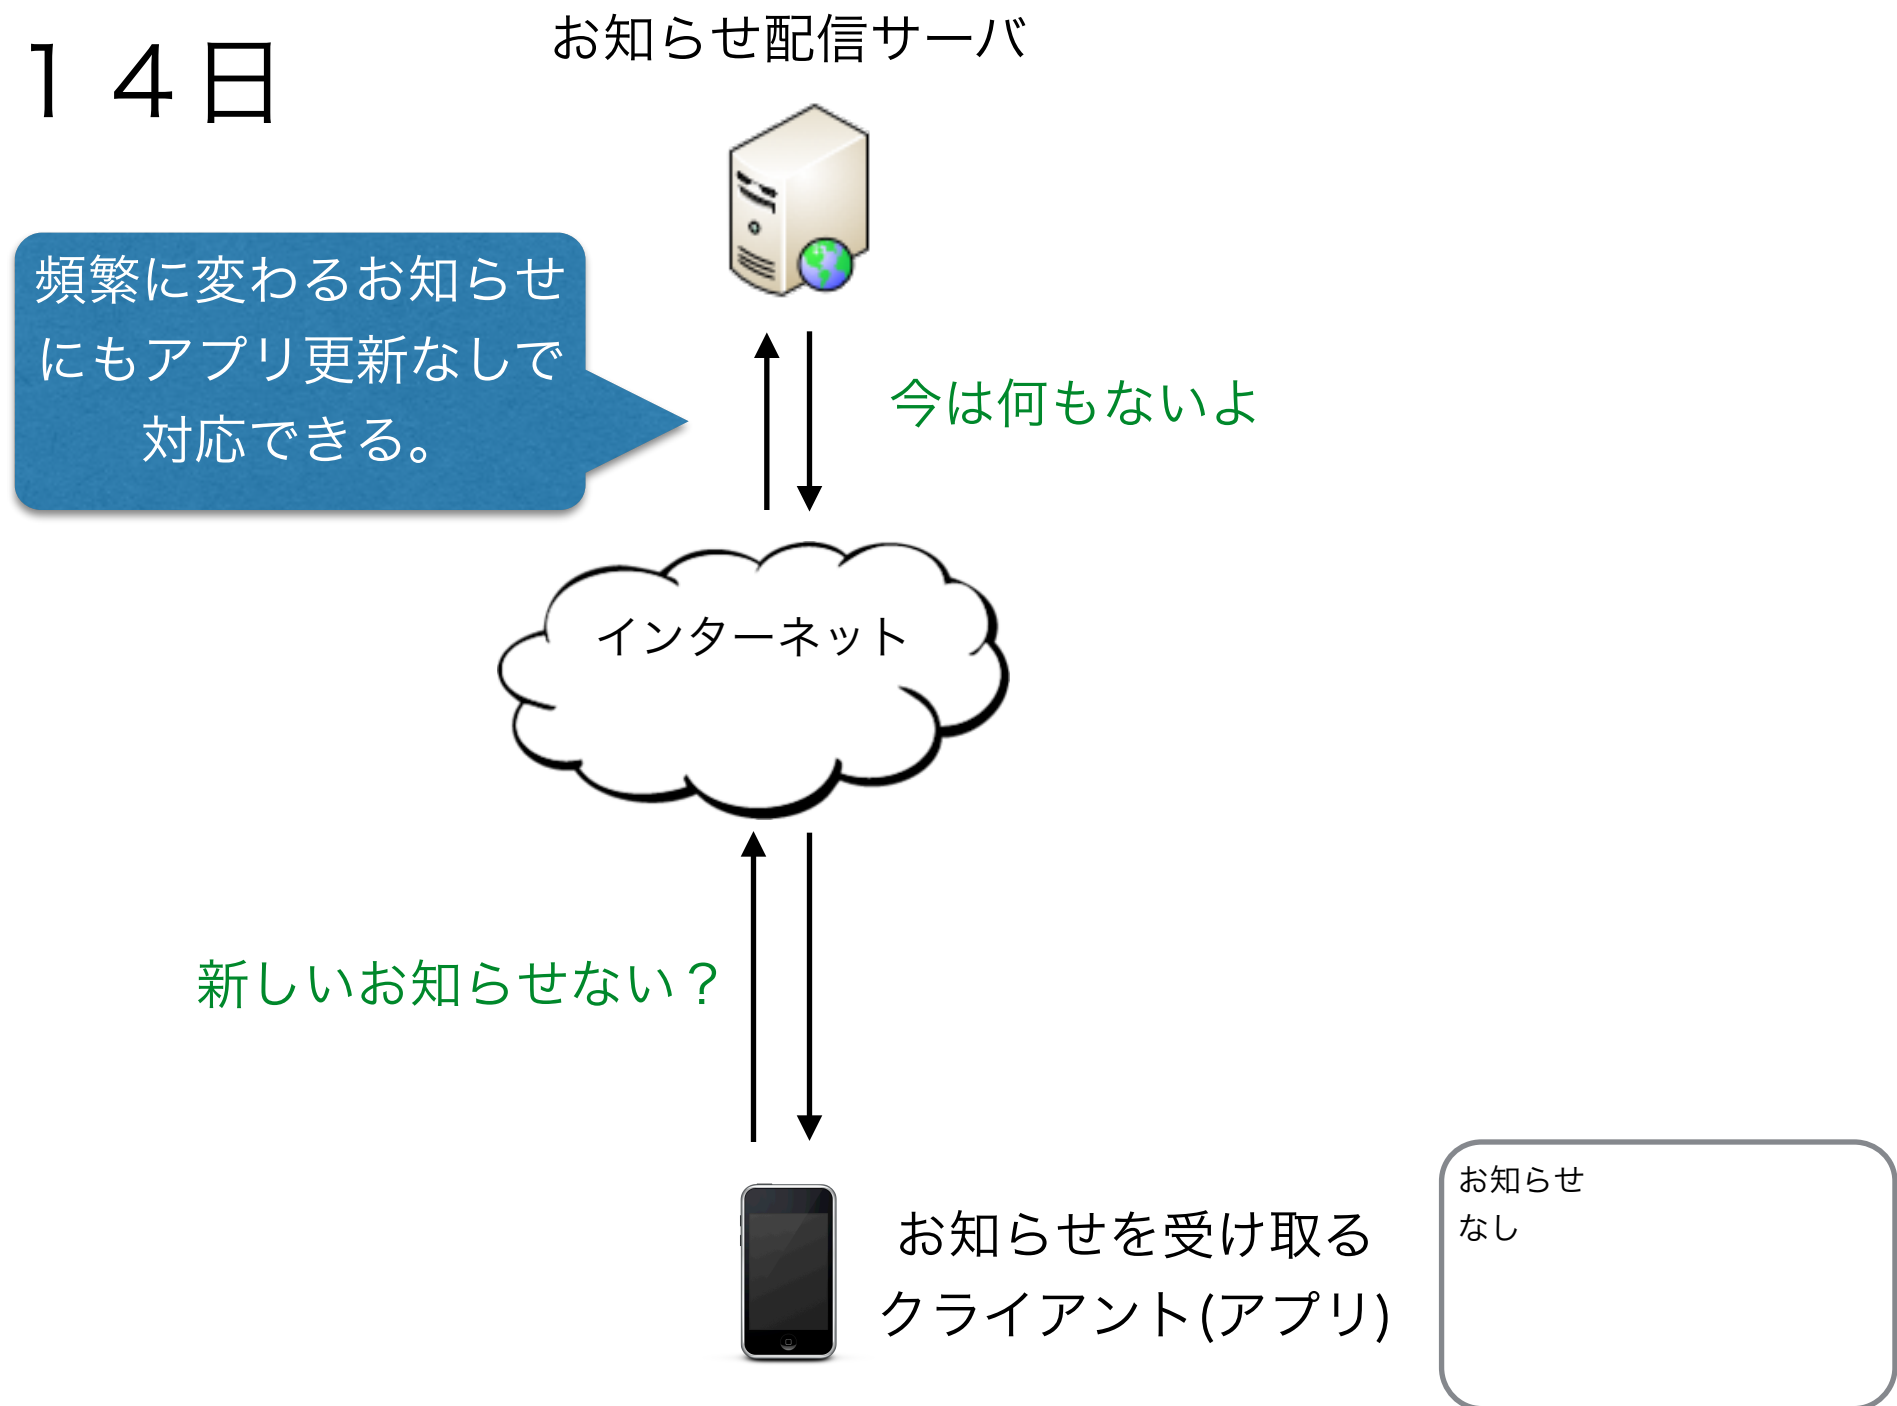 １４日
お知らせ配信サーバ
頻繁に変わるお知らせ
にもアプリ更新なしで
対応できる。
今は何もないよ
インターネット
新しいお知らせない？
お知らせを受け取る
クライアント(アプリ)
お知らせ
なし